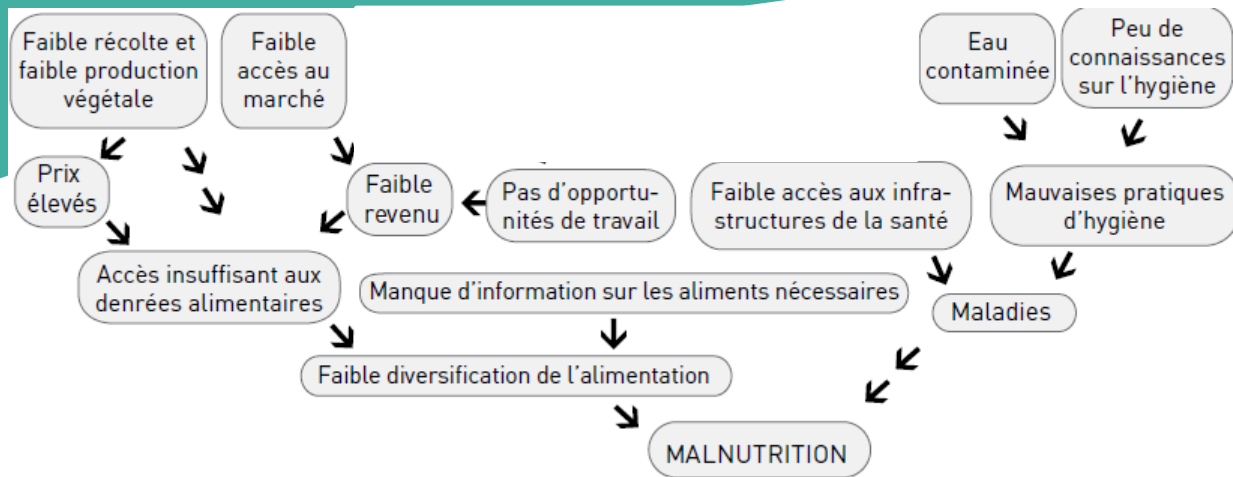 Faible récolte et
faible production
végétale
Faible
accès au
marché
Eau
contaminée
Peu de
connaissances
sur l'hygiène
Prix
élevés
Faible
revenu
Pas d'opportu-
nités de travail
Faible accès aux infra-
structures de la santé
Mauvaises pratiques
d'hygiène
Accès insuffisant aux
denrées alimentaires
Manque d'information sur les aliments nécessaires
Maladies
Faible diversification de l'alimentation
MALNUTRITION